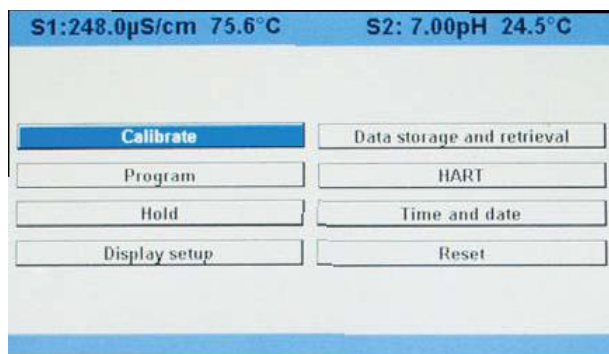 S1:248.0µS/cm 75.6°C S2: 7.00pH 24.5°C
Calibrate Data storage and retrieval
Program HART
Hold Time and date
Display setup Reset